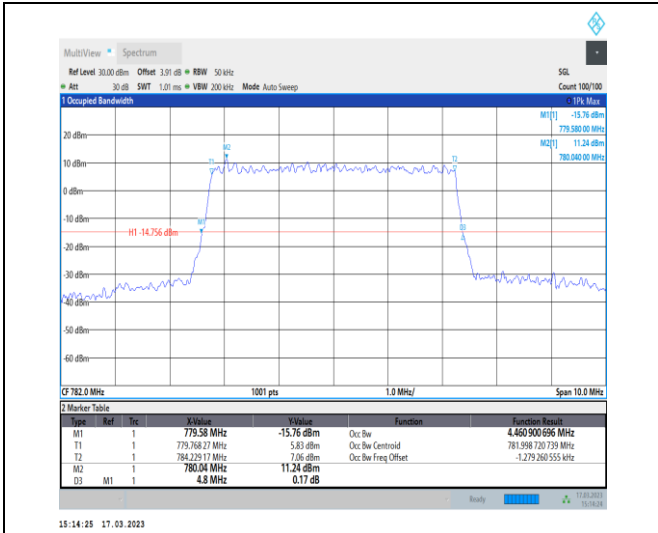 MultiView Spectrum
Ref Level 30.00 dBm Offset 3.91 dB RBW 50 kHz SGL
Att 30 dB SWT 1.01 ms VBW 200 kHz Mode Auto Sweep Count 100/100
1 Occupied Bandwidth 1Pk Max
M1[1] -15.76 dBm
779.580 00 MHz
M2[1] 11.24 dBm
780.040 00 MHz
20 dBm
M2
T1 T2
10 dBm
0 dBm
-10 dBm
M1
D3
H1 -14.756 dBm
-20 dBm
-30 dBm
-40 dBm
-50 dBm
-60 dBm
CF 782.0 MHz 1001 pts 1.0 MHz/ Span 10.0 MHz
2 Marker Table
Type Ref Trc X-Value Y-Value Function Function Result
M1 1 779.58 MHz -15.76 dBm Occ Bw 4.460 900 696 MHz
T1 1 779.768 27 MHz 5.83 dBm Occ Bw Centroid 781.998 720 739 MHz
T2 1 784.229 17 MHz 7.06 dBm Occ Bw Freq Offset -1.279 260 555 kHz
M2 1 780.04 MHz 11.24 dBm
D3 M1 1 4.8 MHz 0.17 dB
Ready 17.03.2023
15:14:24
15:14:25 17.03.2023